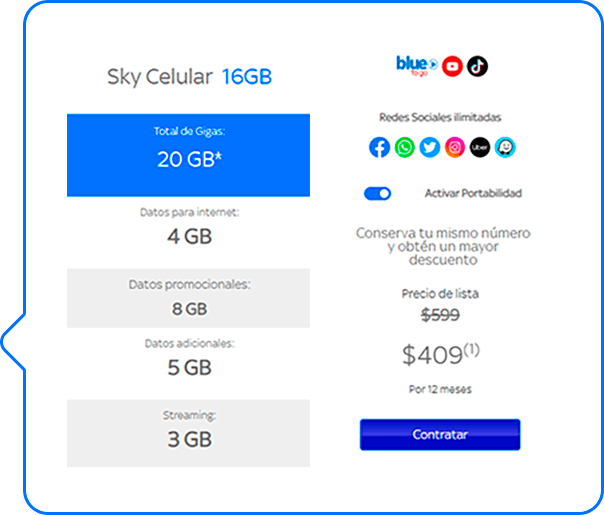 Sky Celular 16GB
Total de Gigas:
20 GB*
Datos para internet:
4 GB
Datos promocionales:
8 GB
Datos adicionales:
5 GB
Streaming:
3 GB
blue
to go
Redes Sociales ilimitadas
Uber
Activar Portabilidad
Conserva tu mismo número
y obtén un mayor
descuento
Precio de lista
$599
$409(1)
Por 12 meses
Contratar